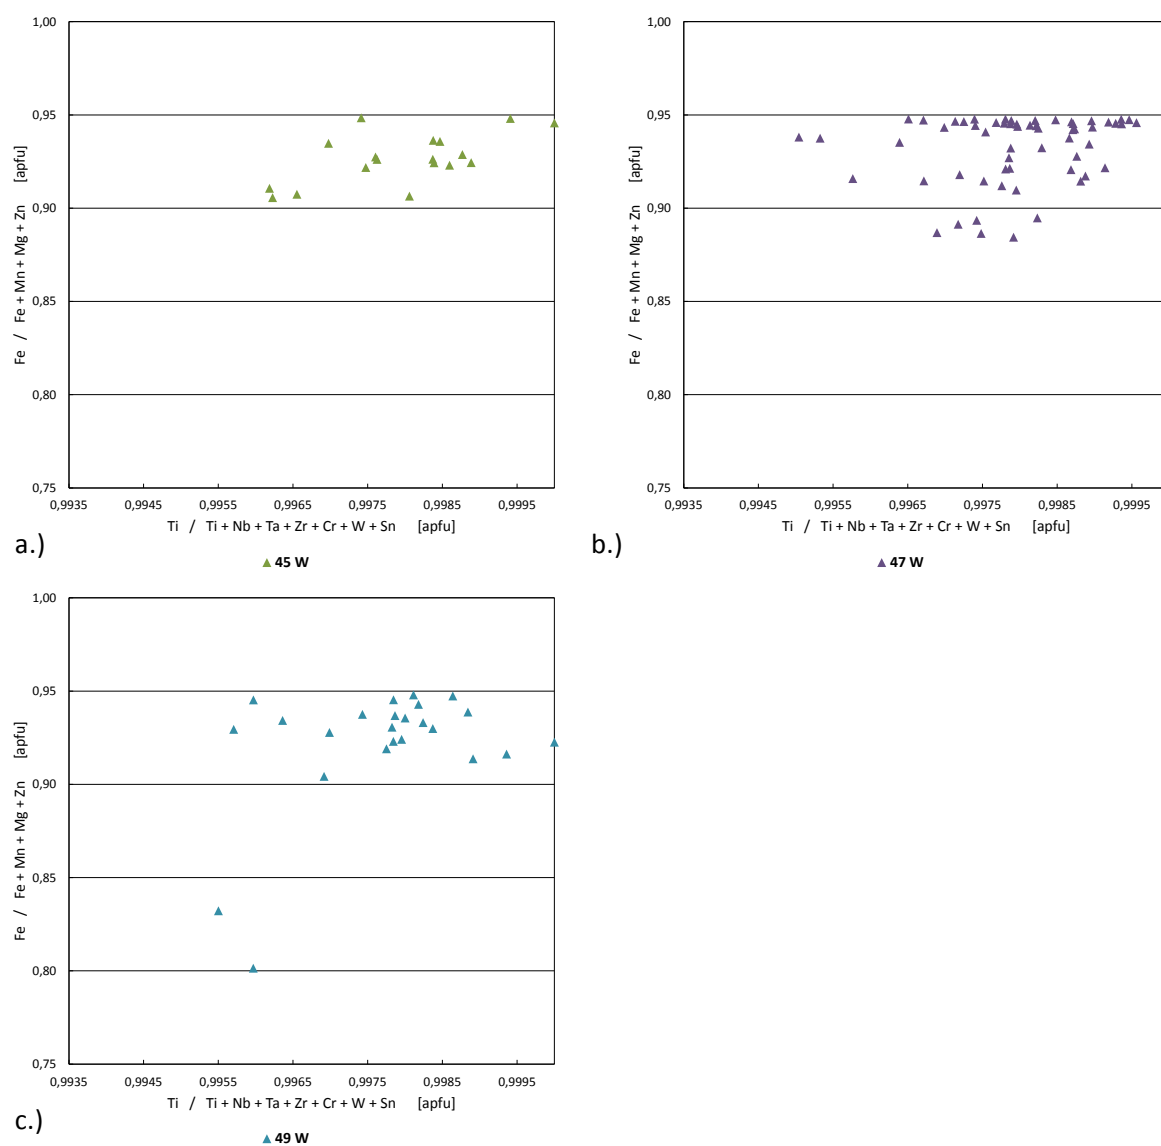 1,00
0,95
0,90
0,85
0,80
0,75
Fe / Fe + Mn + Mg + Zn [apfu]
0,9935 0,9945 0,9955 0,9965 0,9975 0,9985 0,9995
Ti / Ti + Nb + Ta + Zr + Cr + W + Sn [apfu]
a.)
45 W
1,00
0,95
0,90
0,85
0,80
0,75
Fe / Fe + Mn + Mg + Zn [apfu]
0,9935 0,9945 0,9955 0,9965 0,9975 0,9985 0,9995
Ti / Ti + Nb + Ta + Zr + Cr + W + Sn [apfu]
b.)
47 W
1,00
0,95
0,90
0,85
0,80
0,75
Fe / Fe + Mn + Mg + Zn [apfu]
0,9935 0,9945 0,9955 0,9965 0,9975 0,9985 0,9995
Ti / Ti + Nb + Ta + Zr + Cr + W + Sn [apfu]
c.)
49 W